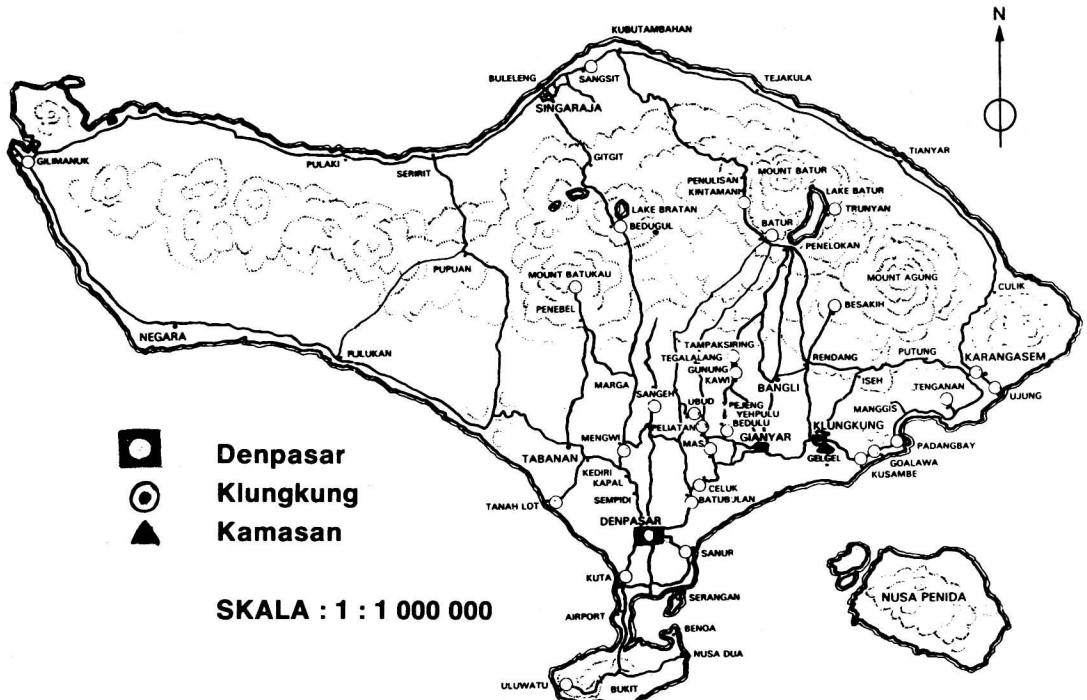 N
KUBUTAMBAHAN
BULELENG
SANGSIT
TEJAKULA
SINGARAJA
TIANYAR
GILIMANUK
PULAKI
SERIRIT
GITGIT
PENULISAN
KINTAMANI
MOUNT BATUR
LAKE BATUR
LAKE BRATAN
TRUNYAN
BEDUGUL
BATUR
PENELOKAN
PUPUAN
MOUNT BATUKAU
MOUNT AGUNG
CULIK
PENEBEL
BESAKIH
NEGARA
PULUKAN
TAMPAKSIRING
TEGALALANG
GUNUNG
KAWI
RENDANG
PUTUNG
KARANGASEM
MARGA
BANGLI
ISEH
TENGANAN
UJUNG
SANGEH
UBUD
PEJENG
YEHPULU
MANGGIS
PELIATAN
BEDULU
KLUNGKUNG
MENGWI
MAS
GIANYAR
PADANGBAY
TABANAN
GELGEL
GOALAWA
KEDIRI
KAPAL
KUSAMBE
CELUK
TANAH LOT
SEMPIDI
BATUBULAN
DENPASAR
SANUR
KUTA
SERANGAN
NUSA PENIDA
AIRPORT
BENOA
NUSA DUA
ULUWATU
BUKIT
Denpasar
Klungkung
Kamasan
SKALA : 1 : 1 000 000